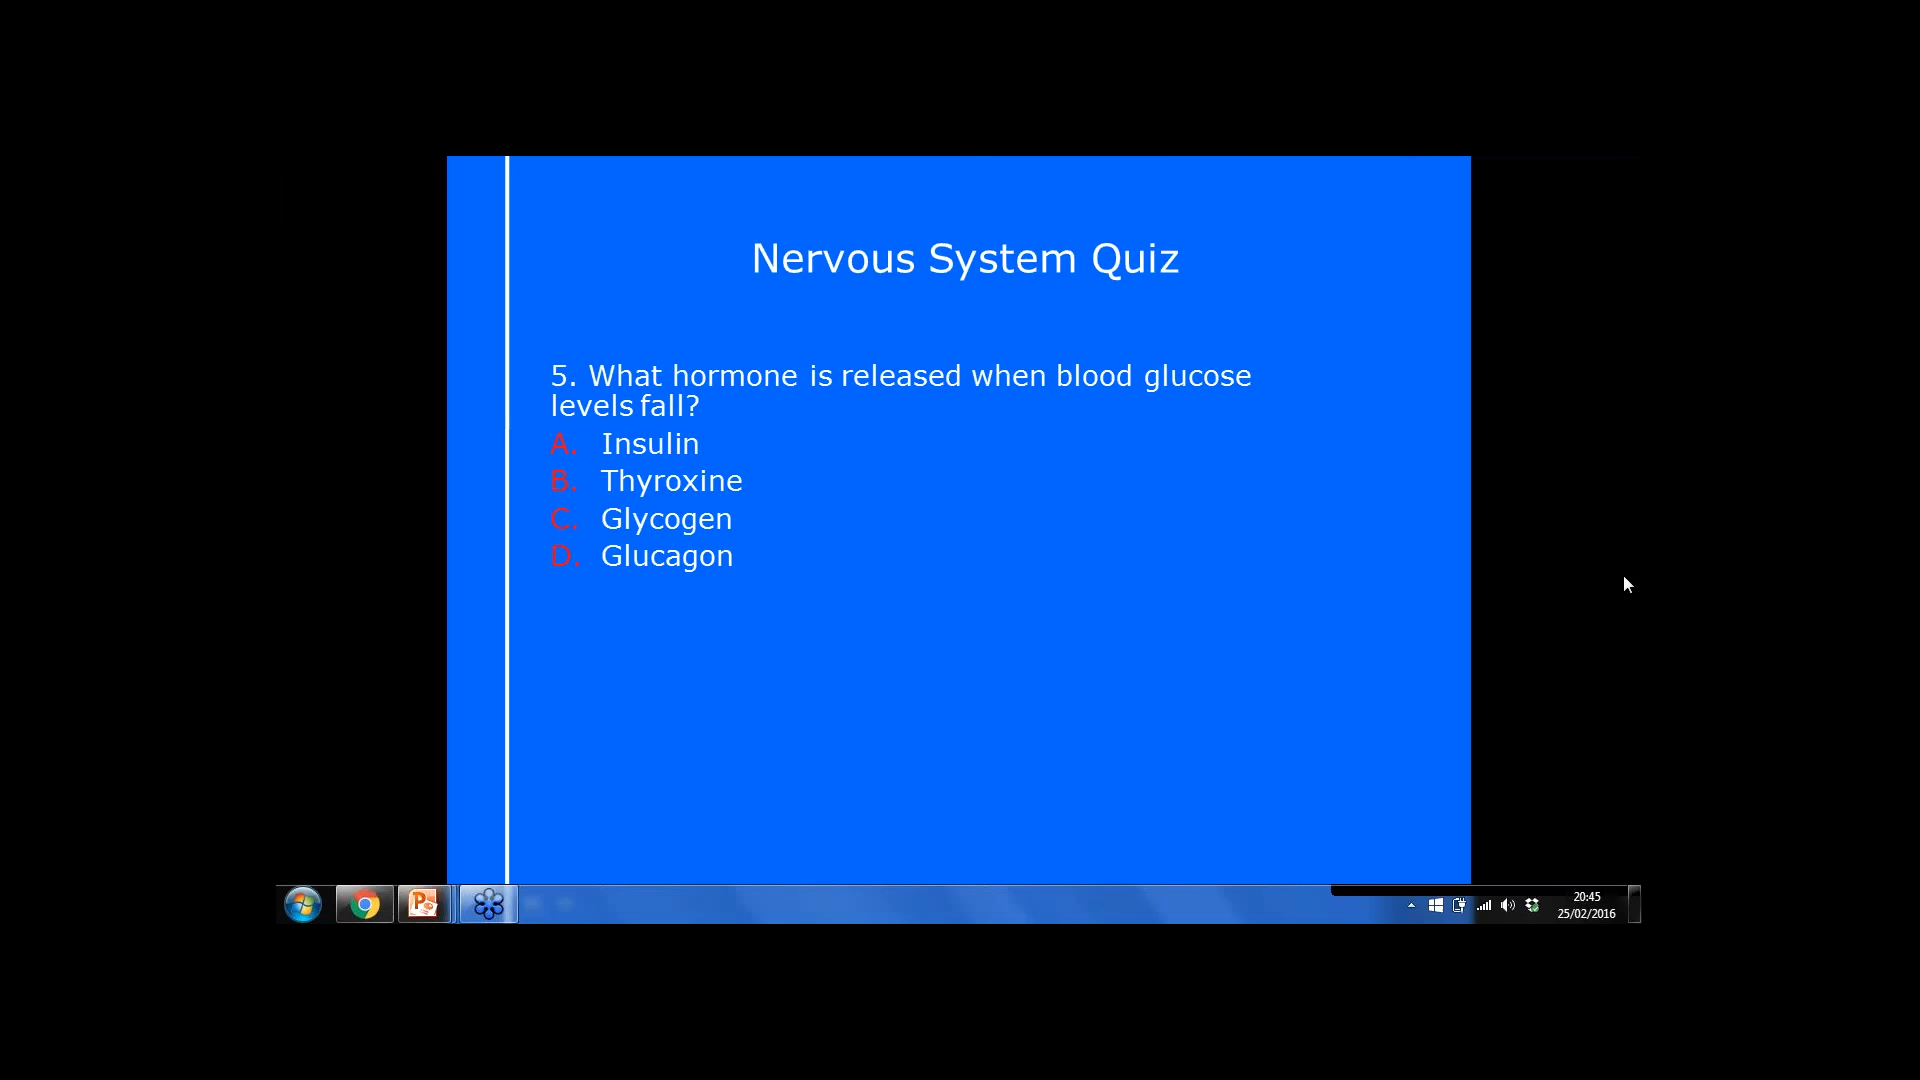 Nervous System Quiz
5. What hormone is released when blood glucose
levels fall?
A. Insulin
B. Thyroxine
C. Glycogen
D. Glucagon
20:45
25/02/2016